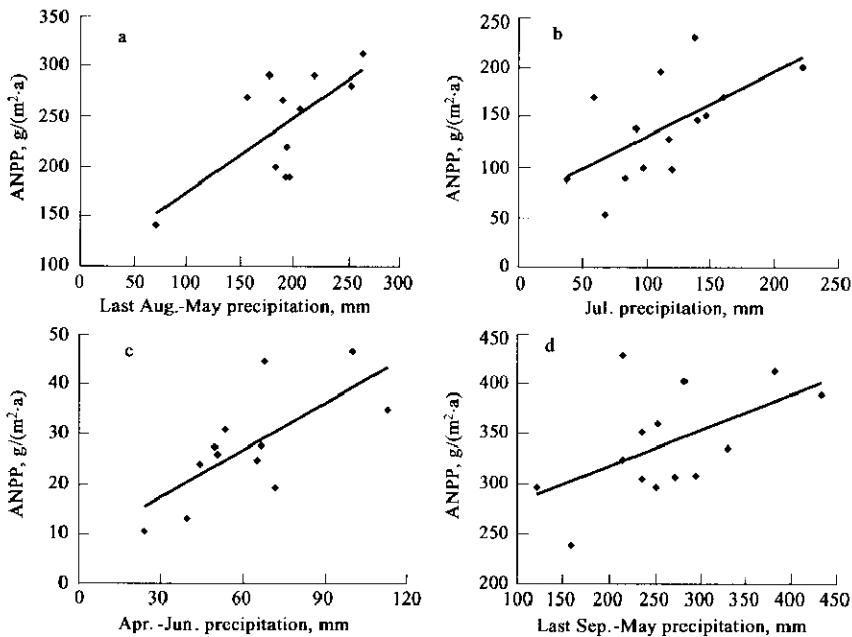 350
a
300
250
200
150
100
ANPP, g/(m²·a)
0 50 100 150 200 250 300
Last Aug.-May precipitation, mm
250
b
200
150
100
50
0
ANPP, g/(m²·a)
0 50 100 150 200 250
Jul. precipitation, mm
50
c
40
30
20
10
0
ANPP, g/(m²·a)
0 30 60 90 120
Apr.-Jun. precipitation, mm
450
d
400
350
300
250
200
ANPP, g/(m²·a)
100 150 200 250 300 350 400 450
Last Sep.-May precipitation, mm